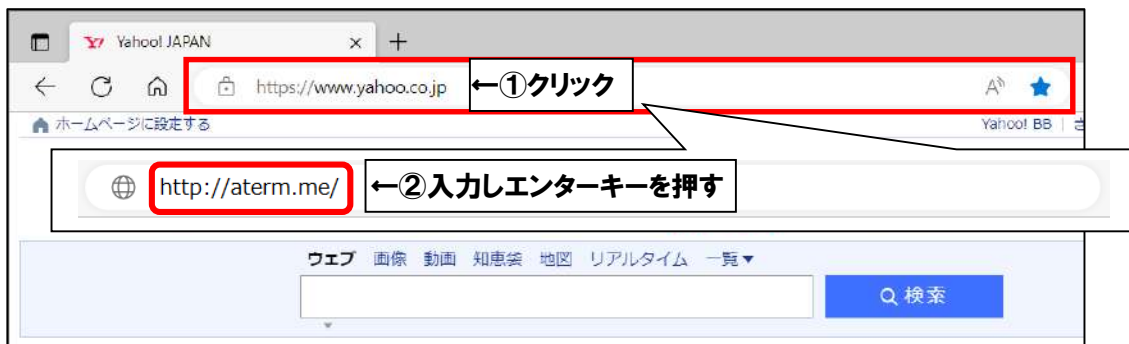 Yahoo! JAPAN
https://www.yahoo.co.jp ←①クリック
ホームページに設定する Yahoo! BB
http://aterm.me/ ←②入力しエンターキーを押す
ウェブ 画像 動画 知恵袋 地図 リアルタイム 一覧▼
検索